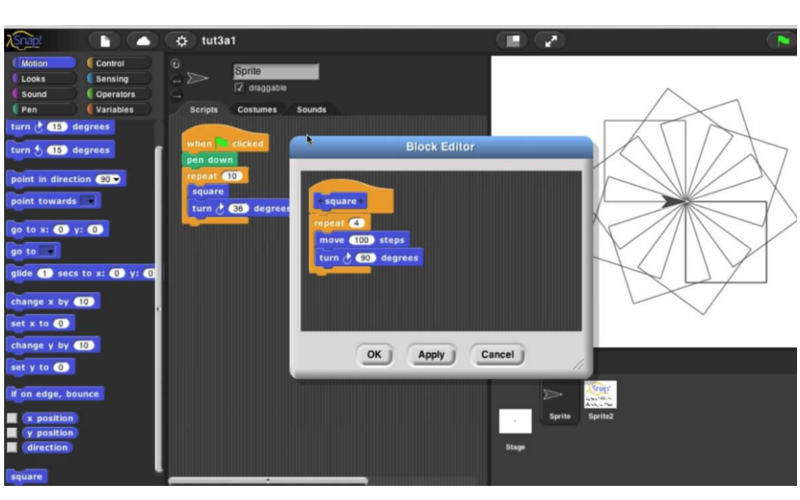 Snap!
tut3a1
Motion
Control
Looks
Sensing
Sound
Operators
Pen
Variables
Sprite
draggable
Scripts Costumes Sounds
turn 15 degrees
turn 15 degrees
point in direction 90
point towards
go to x: 0 y: 0
go to
glide 1 secs to x: 0 y: 0
change x by 10
set x to 0
change y by 10
set y to 0
if on edge, bounce
x position
y position
direction
square
when clicked
pen down
repeat 10
square
turn 36 degrees
Block Editor
square
repeat 4
move 100 steps
turn 90 degrees
OK Apply Cancel
Sprite
Sprite2
Stage